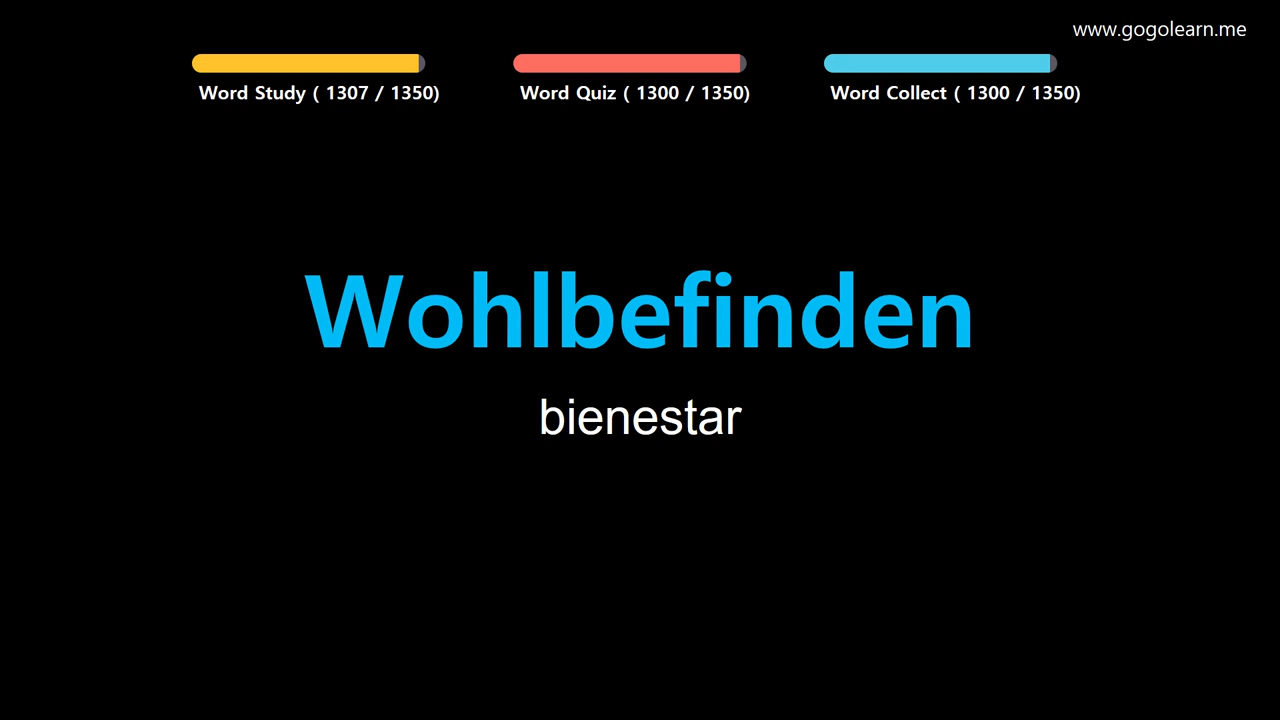 www.gogolearn.me
Word Study ( 1307 / 1350)
Word Quiz ( 1300 / 1350)
Word Collect ( 1300 / 1350)
Wohlbefinden
bienestar